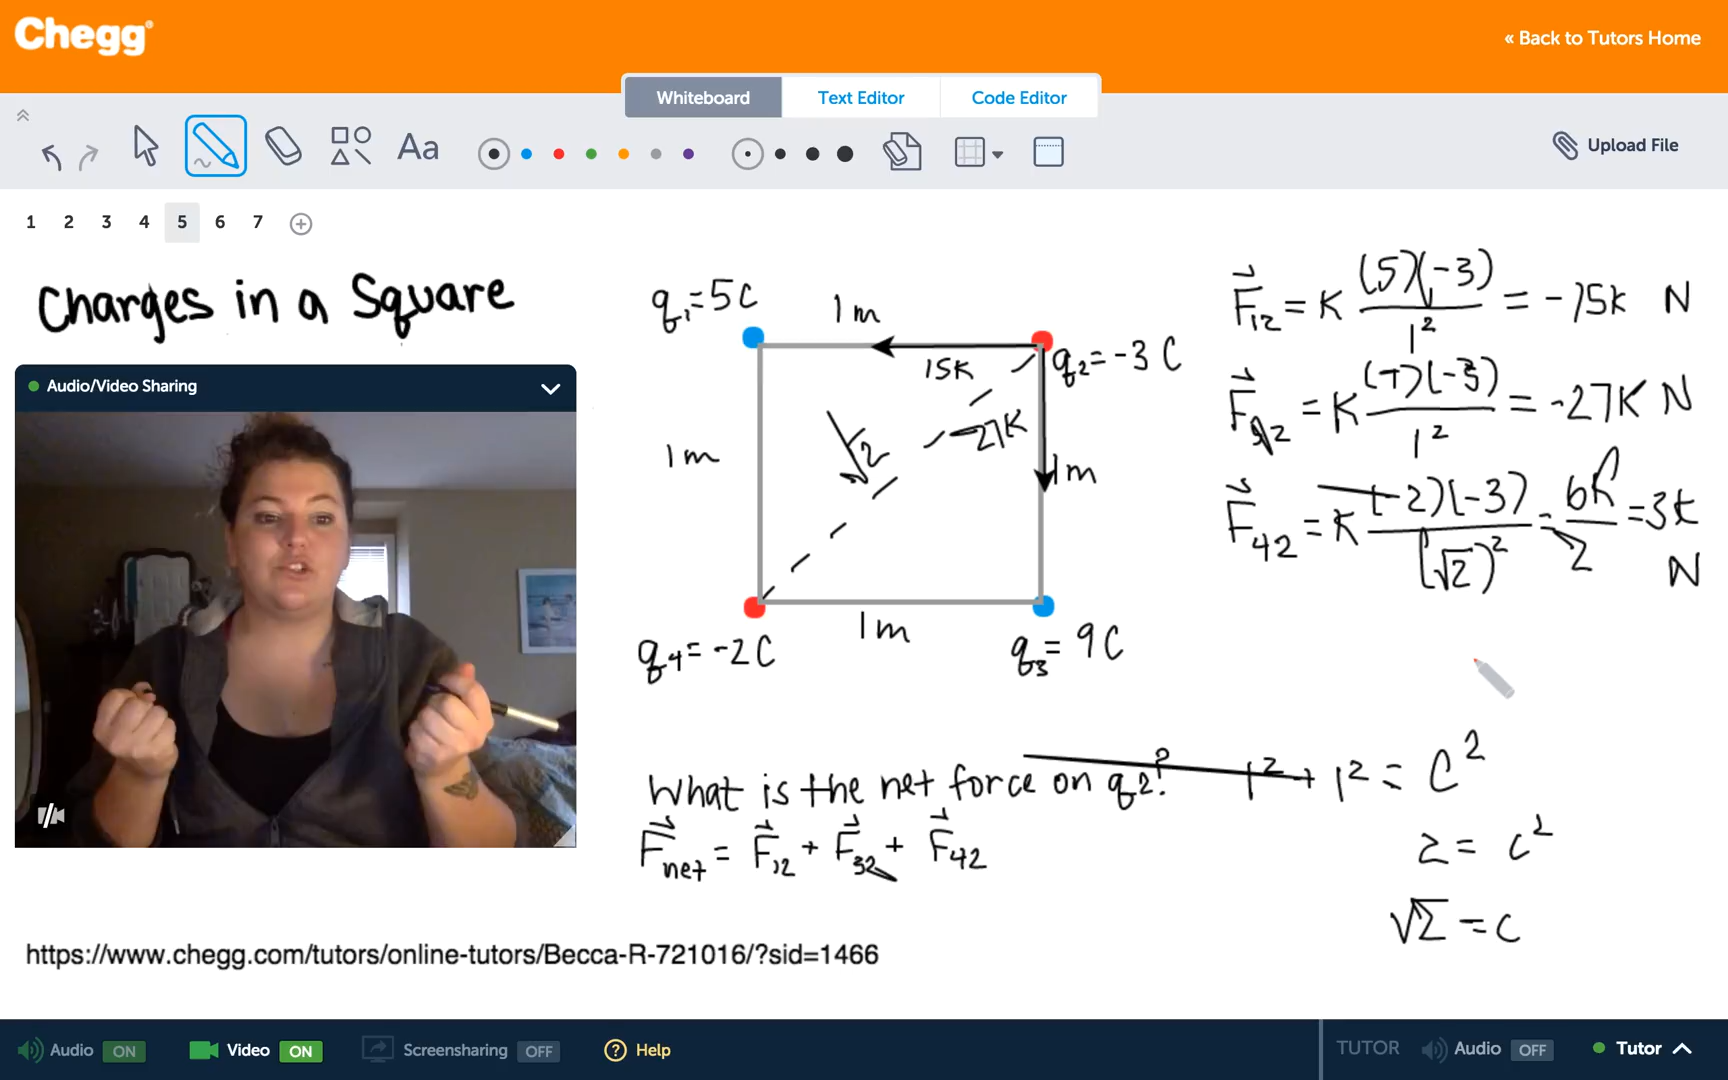 Chegg
« Back to Tutors Home
Whiteboard Text Editor Code Editor
Aa
Upload File
1 2 3 4 5 6 7
Charges in a Square
Audio/Video Sharing
q1=5C
1m
q2=-3C
15K
1m
√2
27K
1m
q4=-2C
1m
q3=9C
F12=K (5)(-3) / 1² = -15K N
= K (-3) / 1² = -27K N
F42=K (-2)(-3) / (√2)² = 6K / 2 = 3K
N
What is the net force on q2?
Fnet = F12 + F32 + F42
1² + 1² = C²
2 = C²
√2 = C
https://www.chegg.com/tutors/online-tutors/Becca-R-721016/?sid=1466
Audio ON Video ON Screensharing OFF ? Help TUTOR Audio OFF Tutor